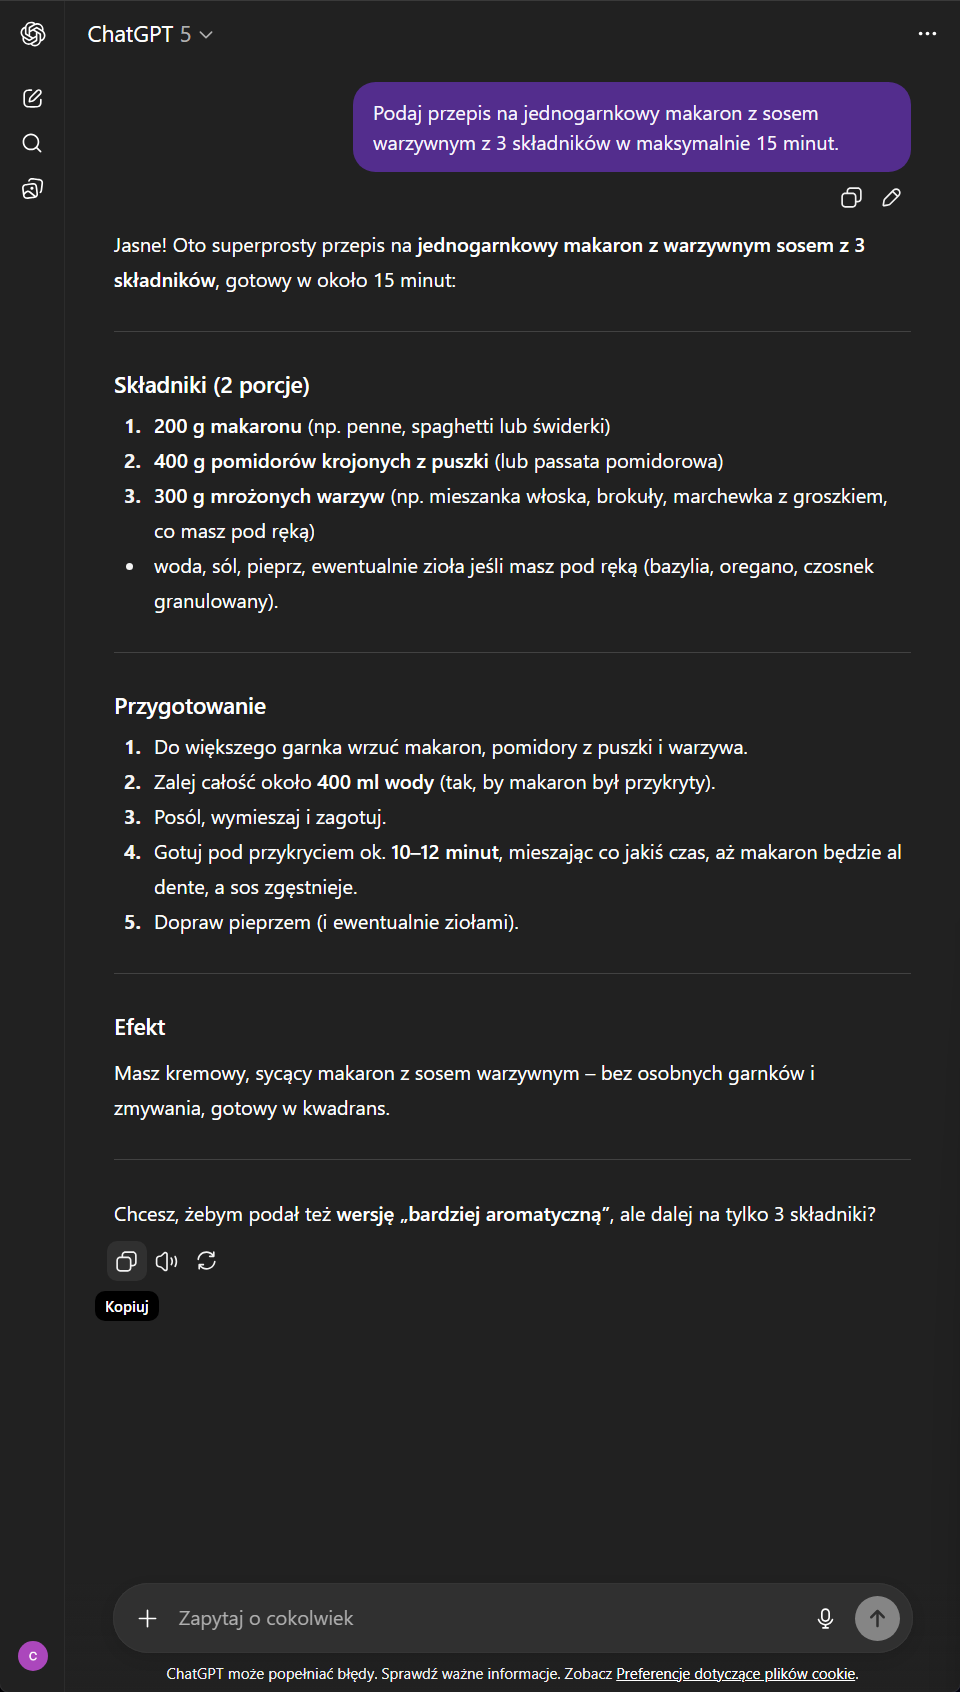 ChatGPT 5
Podaj przepis na jednogarnkowy makaron z sosem
warzywnym z 3 składników w maksymalnie 15 minut.
Jasne! Oto superprosty przepis na jednogarnkowy makaron z warzywnym sosem z 3
składników, gotowy w około 15 minut:
Składniki (2 porcje)
1. 200 g makaronu (np. penne, spaghetti lub świderki)
2. 400 g pomidorów krojonych z puszki (lub passata pomidorowa)
3. 300 g mrożonych warzyw (np. mieszanka włoska, brokuły, marchewka z groszkiem,
co masz pod ręką)
• woda, sól, pieprz, ewentualnie zioła jeśli masz pod ręką (bazylia, oregano, czosnek
granulowany).
Przygotowanie
1. Do większego garnka wrzuć makaron, pomidory z puszki i warzywa.
2. Zalej całość około 400 ml wody (tak, by makaron był przykryty).
3. Posól, wymieszaj i zagotuj.
4. Gotuj pod przykryciem ok. 10–12 minut, mieszając co jakiś czas, aż makaron będzie al
dente, a sos zgęstnieje.
5. Dopraw pieprzem (i ewentualnie ziołami).
Efekt
Masz kremowy, sycący makaron z sosem warzywnym – bez osobnych garnków i
zmywania, gotowy w kwadrans.
Chcesz, żebym podał też wersję „bardziej aromatyczną”, ale dalej na tylko 3 składniki?
Kopiuj
Zapytaj o cokolwiek
C
ChatGPT może popełniać błędy. Sprawdź ważne informacje. Zobacz Preferencje dotyczące plików cookie.